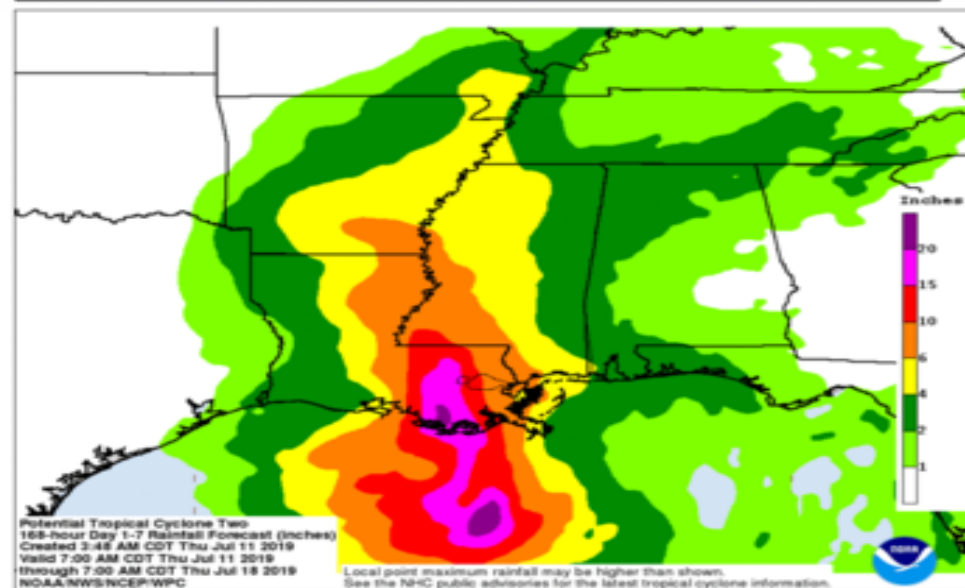 Inches
20
15
10
6
4
2
1
Potential Tropical Cyclone Two
168-hour Day 1-7 Rainfall Forecast (Inches)
Created 3:48 AM CDT Thu Jul 11 2019
Valid 7:00 AM CDT Thu Jul 11 2019
through 7:00 AM CDT Thu Jul 18 2019
NOAA/NWS/NCEP/WPC
Local point maximum rainfall may be higher than shown.
See the NHC public advisories for the latest tropical cyclone information.
noaa